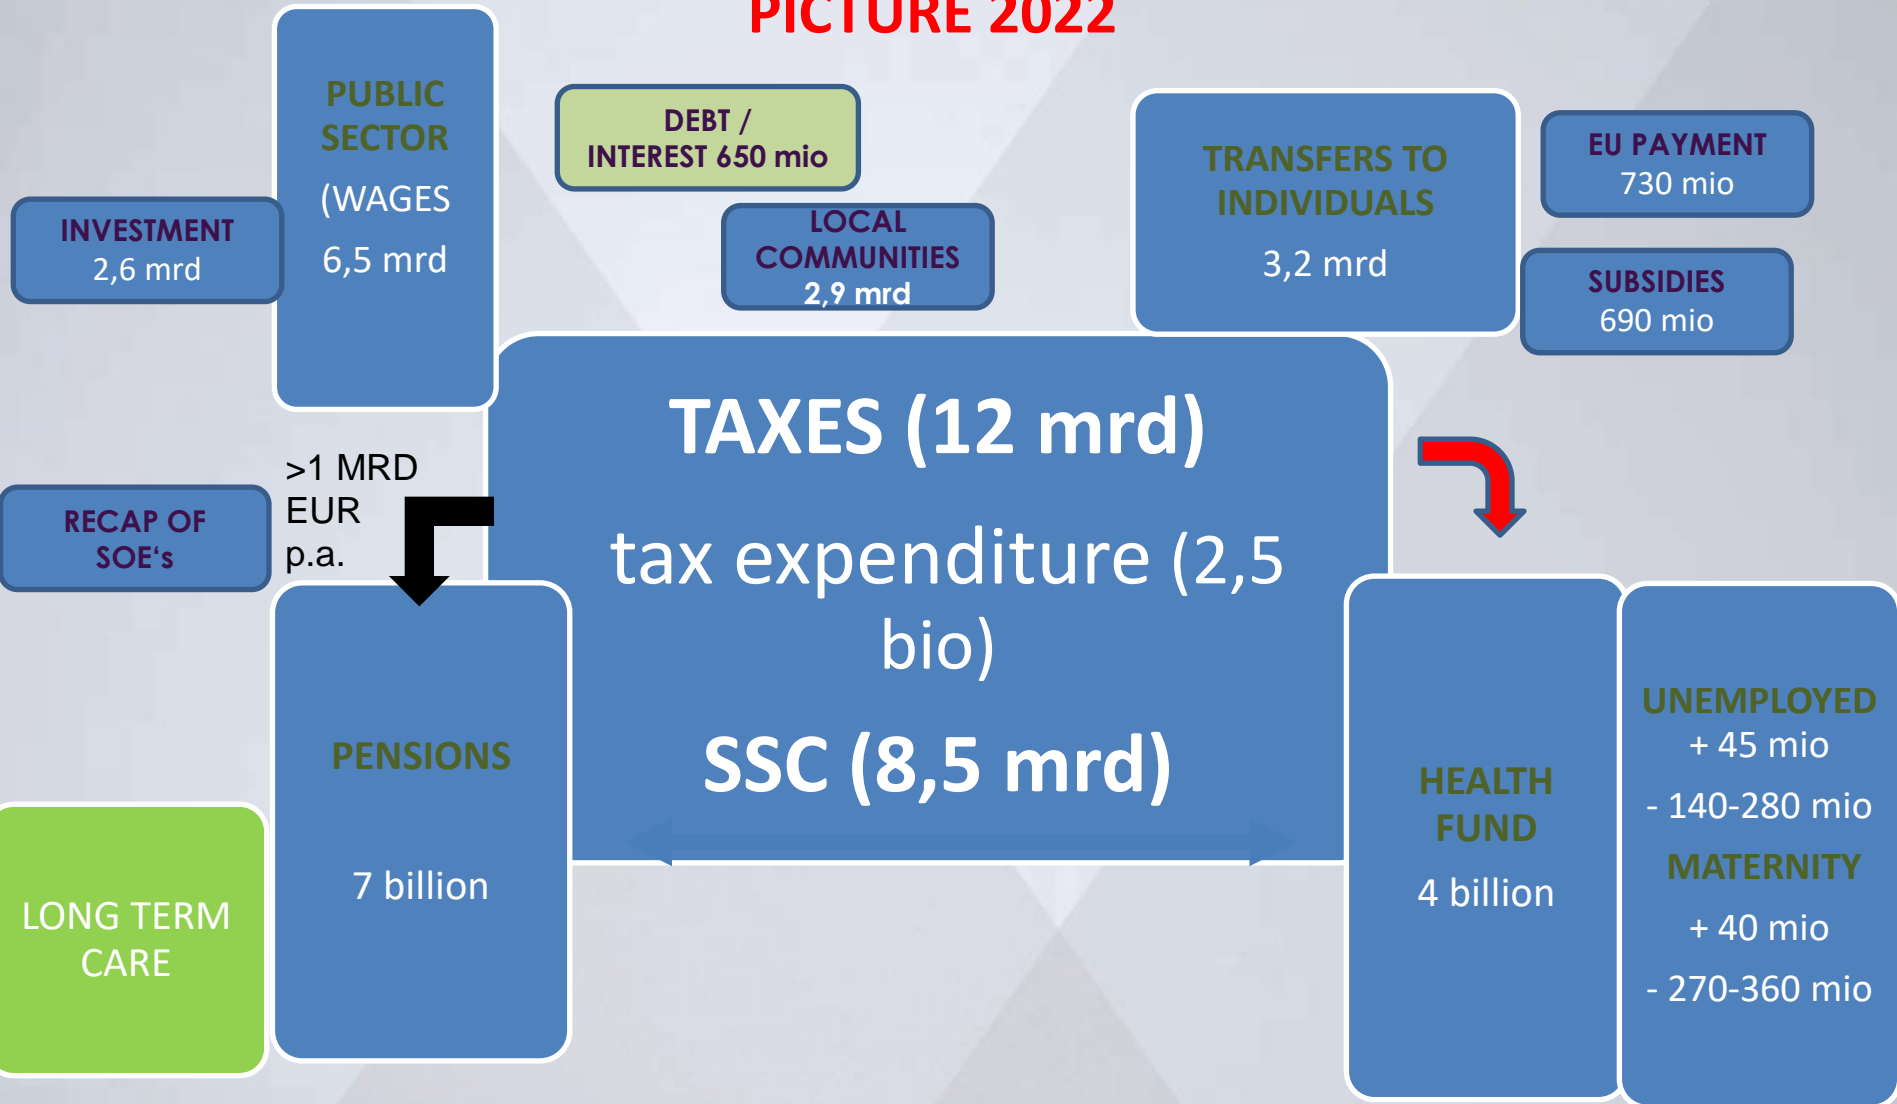 PICTURE 2022
PUBLIC
SECTOR
(WAGES
6,5 mrd
DEBT /
INTEREST 650 mio
TRANSFERS TO
INDIVIDUALS
3,2 mrd
EU PAYMENT
730 mio
INVESTMENT
2,6 mrd
LOCAL
COMMUNITIES
2,9 mrd
SUBSIDIES
690 mio
TAXES (12 mrd)
tax expenditure (2,5
bio)
SSC (8,5 mrd)
>1 MRD
EUR
p.a.
RECAP OF
SOE‘s
PENSIONS
7 billion
LONG TERM
CARE
HEALTH
FUND
4 billion
UNEMPLOYED
+ 45 mio
- 140-280 mio
MATERNITY
+ 40 mio
- 270-360 mio